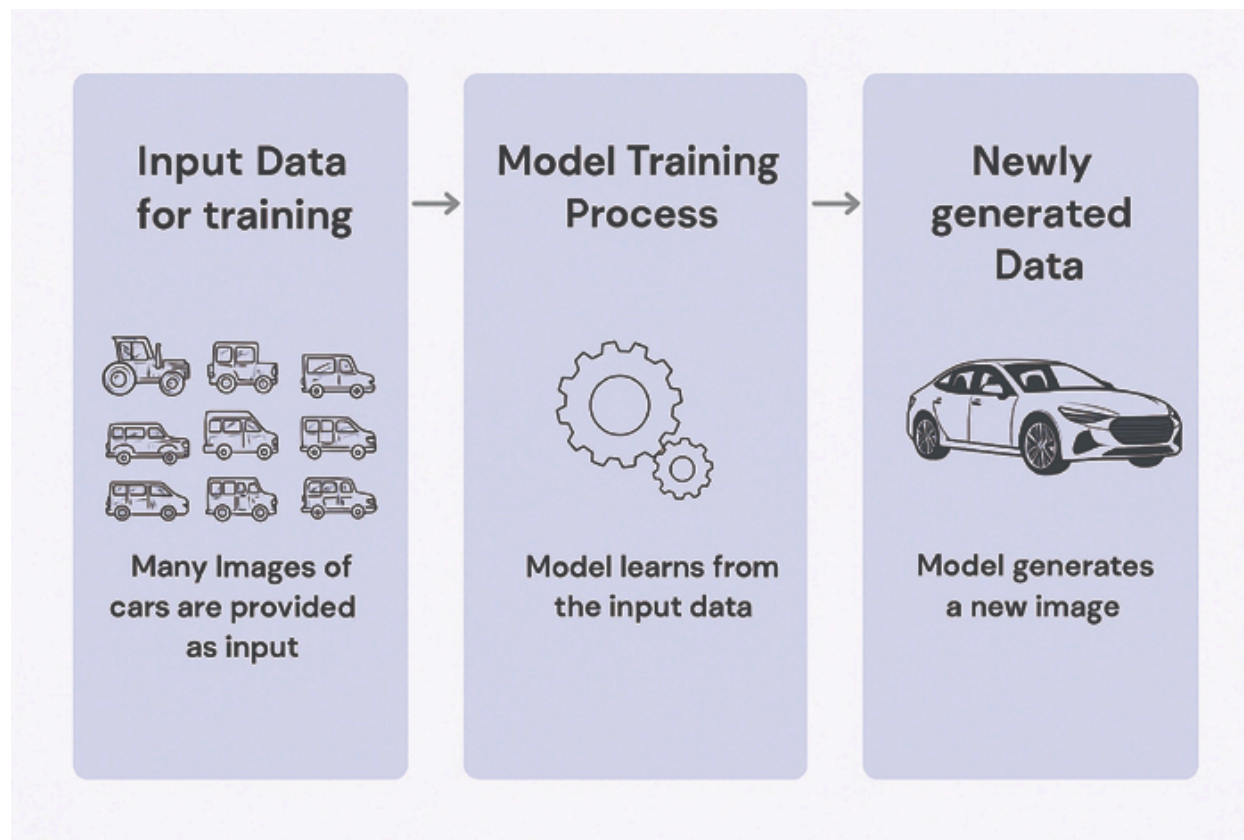 Input Data
for training
Many Images of
cars are provided
as input
Model Training
Process
Model learns from
the input data
Newly
generated
Data
Model generates
a new image